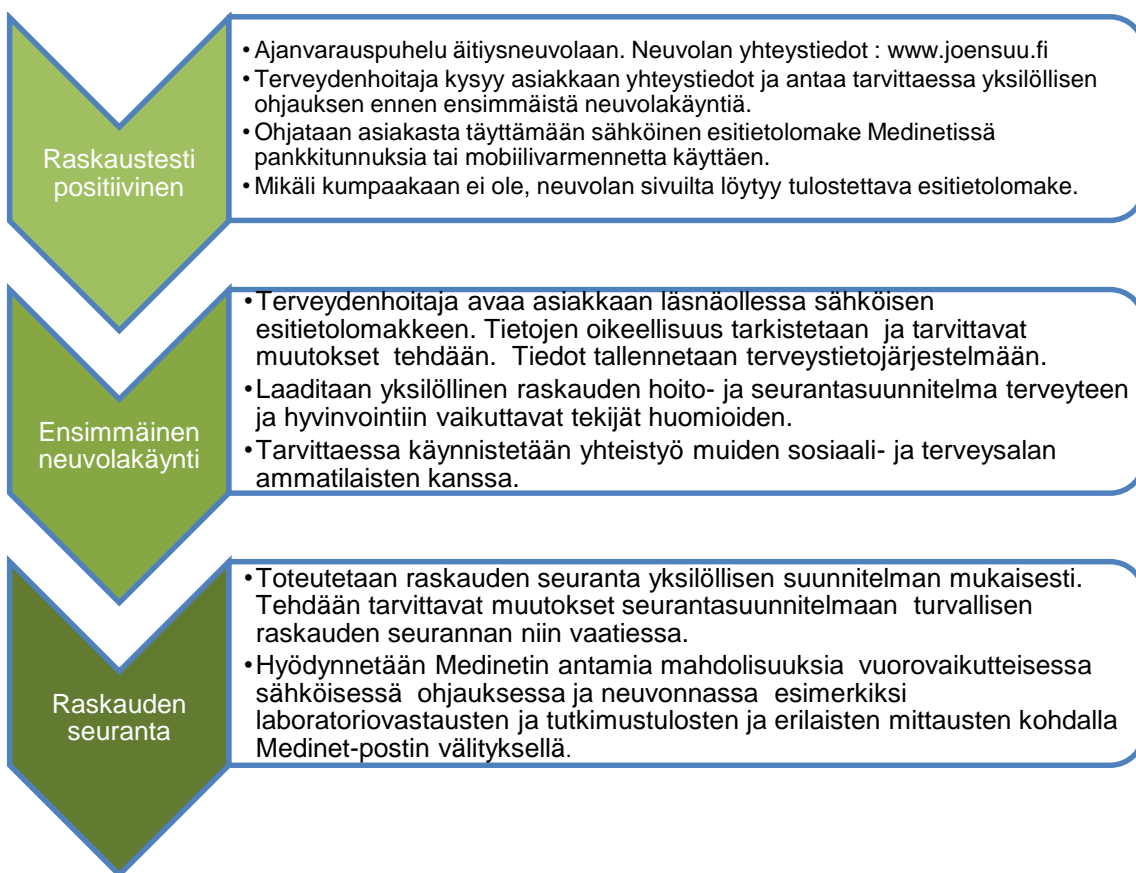 Raskaustesti
positiivinen
• Ajanvarauspuhelu äitiysneuvolaan. Neuvolan yhteystiedot : www.joensuu.fi
• Terveydenhoitaja kysyy asiakkaan yhteystiedot ja antaa tarvittaessa yksilöllisen
ohjauksen ennen ensimmäistä neuvolakäyntiä.
• Ohjataan asiakasta täyttämään sähköinen esitietolomake Medinetissä
pankkitunnuksia tai mobiilivarmennetta käyttäen.
• Mikäli kumpaakaan ei ole, neuvolan sivuilta löytyy tulostettava esitietolomake.
Ensimmäinen
neuvolakäynti
• Terveydenhoitaja avaa asiakkaan läsnäollessa sähköisen
esitietolomakkeen. Tietojen oikeellisuus tarkistetaan ja tarvittavat
muutokset tehdään. Tiedot tallennetaan terveystietojärjestelmään.
• Laaditaan yksilöllinen raskauden hoito- ja seurantasuunnitelma terveyteen
ja hyvinvointiin vaikuttavat tekijät huomioiden.
• Tarvittaessa käynnistetään yhteistyö muiden sosiaali- ja terveysalan
ammatilaisten kanssa.
Raskauden
seuranta
• Toteutetaan raskauden seuranta yksilöllisen suunnitelman mukaisesti.
Tehdään tarvittavat muutokset seurantasuunnitelmaan turvallisen
raskauden seurannan niin vaatiessa.
• Hyödynnetään Medinetin antamia mahdolisuuksia vuorovaikutteisessa
sähköisessä ohjauksessa ja neuvonnassa esimerkiksi
laboratoriovastausten ja tutkimustulosten ja erilaisten mittausten kohdalla
Medinet-postin välityksellä.